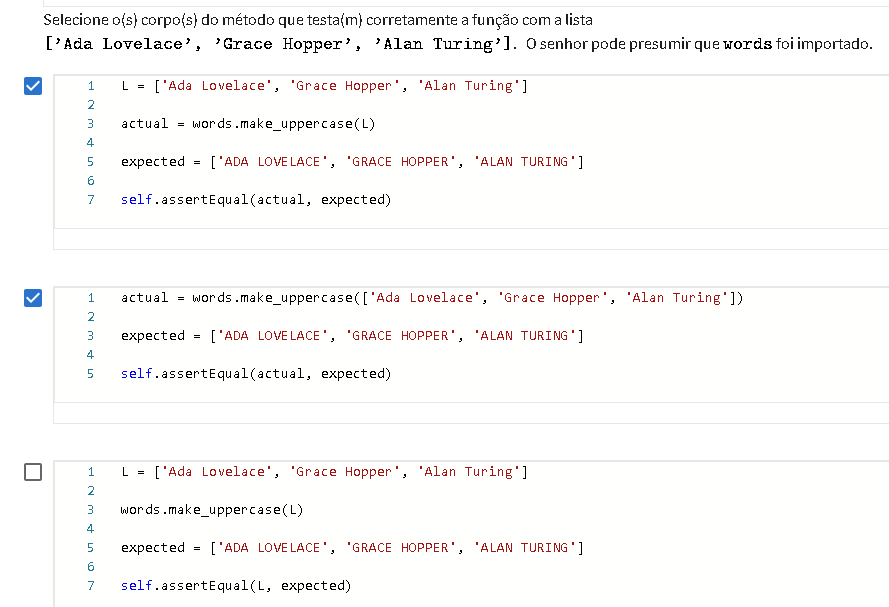 Selecione o(s) corpo(s) do método que testa(m) corretamente a função com a lista
[’Ada Lovelace’, ’Grace Hopper’, ’Alan Turing’]. O senhor pode presumir que words foi importado.
1 L = ['Ada Lovelace', 'Grace Hopper', 'Alan Turing']
2
3 actual = words.make_uppercase(L)
4
5 expected = ['ADA LOVELACE', 'GRACE HOPPER', 'ALAN TURING']
6
7 self.assertEqual(actual, expected)
1 actual = words.make_uppercase(['Ada Lovelace', 'Grace Hopper', 'Alan Turing'])
2
3 expected = ['ADA LOVELACE', 'GRACE HOPPER', 'ALAN TURING']
4
5 self.assertEqual(actual, expected)
1 L = ['Ada Lovelace', 'Grace Hopper', 'Alan Turing']
2
3 words.make_uppercase(L)
4
5 expected = ['ADA LOVELACE', 'GRACE HOPPER', 'ALAN TURING']
6
7 self.assertEqual(L, expected)